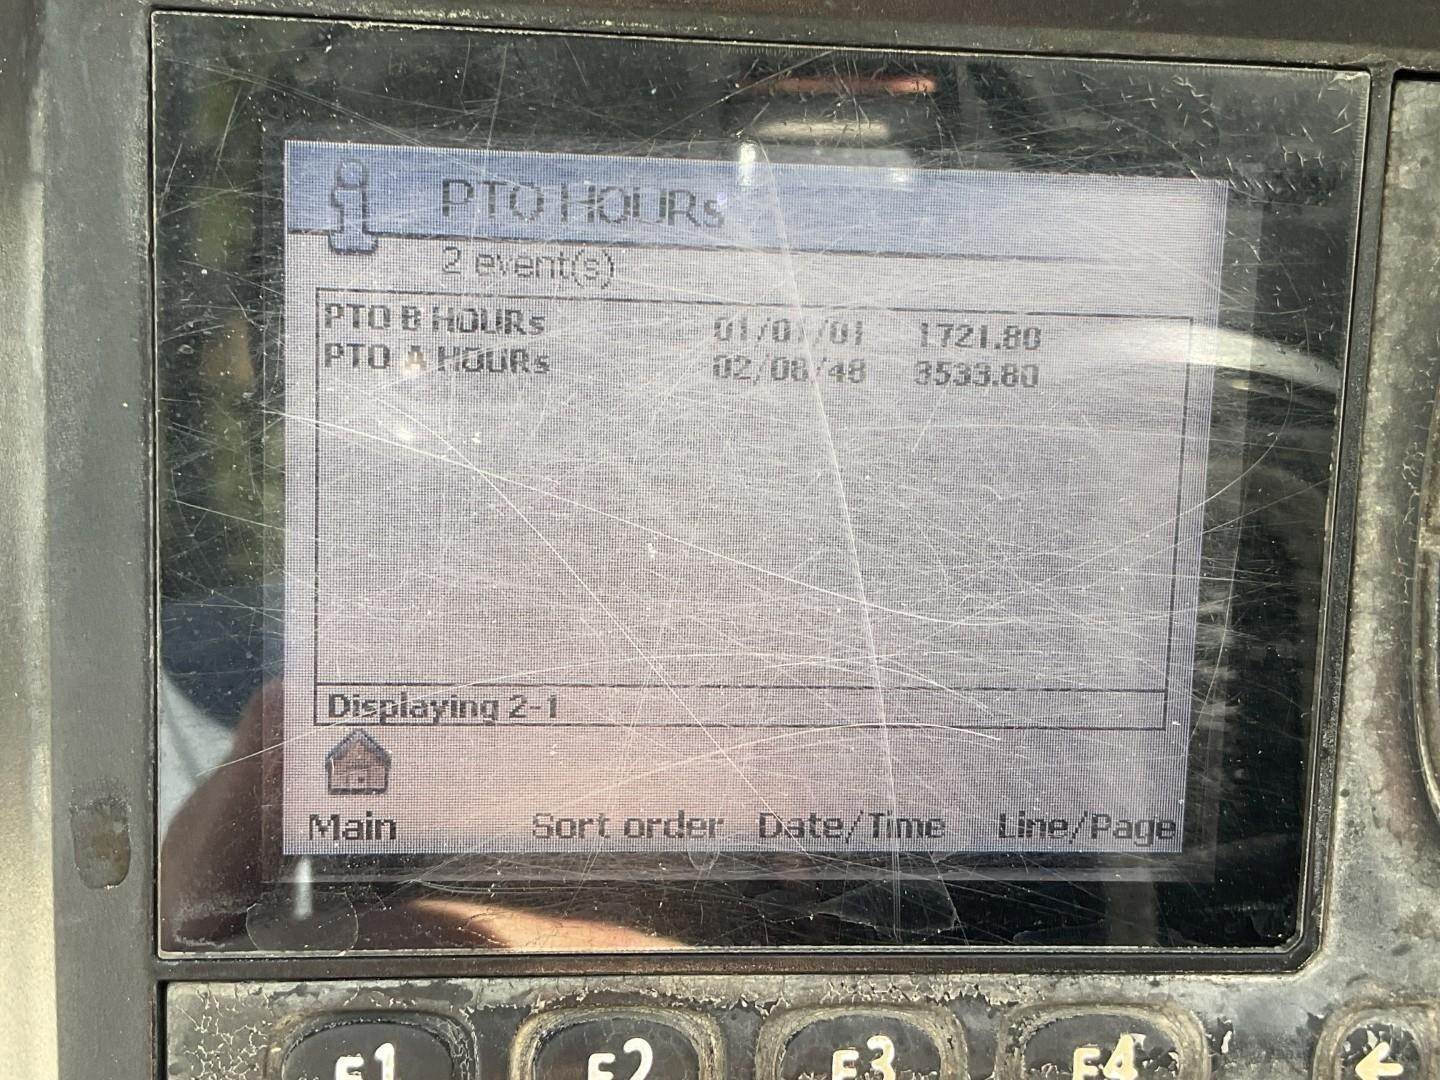 PTO HOURs
2 event(s)
PTO B HOURs 01/01/01 1721.80
PTO A HOURs 02/08/48 3533.80
Displaying 2-1
Main Sort order Date/Time Line/Page
F1 F2 F3 F4 ←